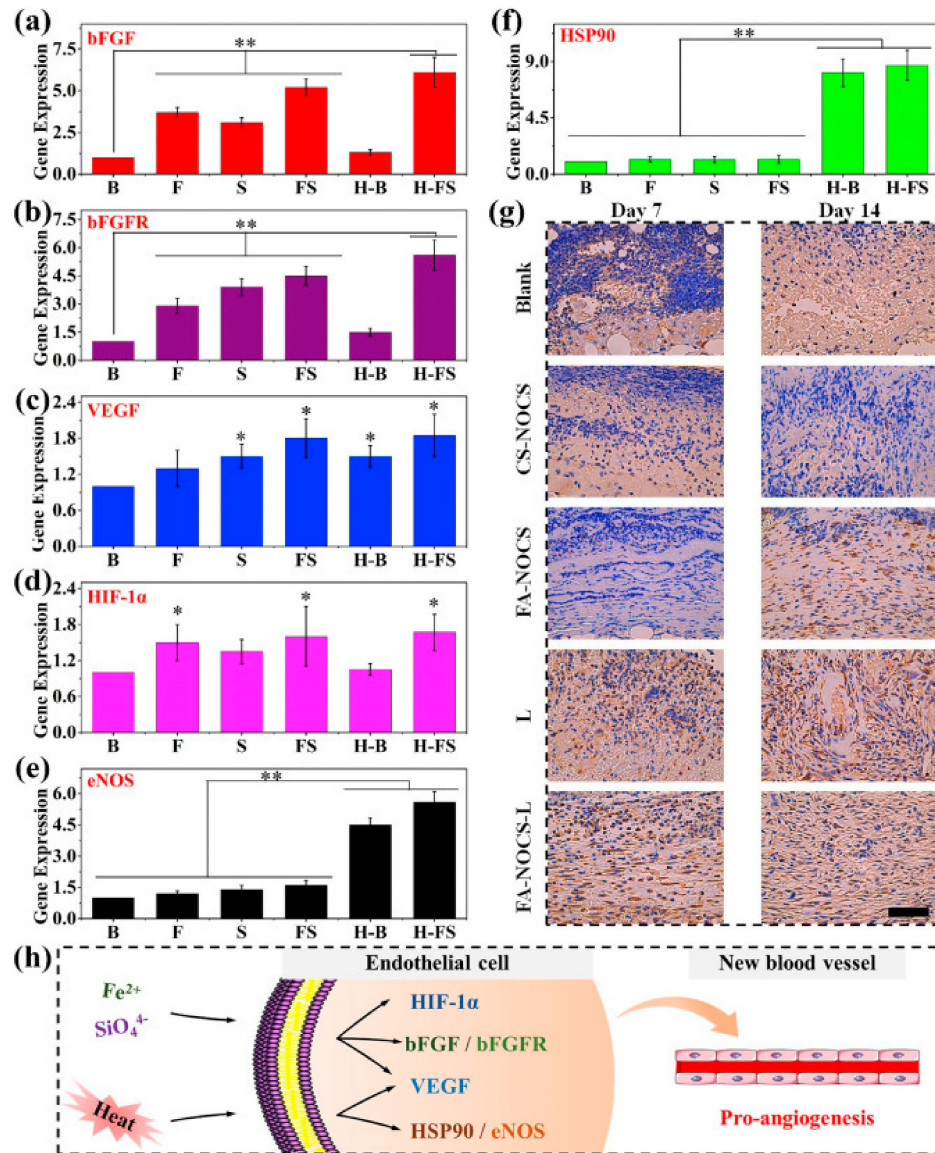 (a)
bFGF
**
7.5
5.0
2.5
0.0
Gene Expression
B F S FS H-B H-FS
(b)
bFGFR
**
7.5
6.0
4.5
3.0
1.5
0.0
Gene Expression
B F S FS H-B H-FS
(c)
VEGF
* * * *
2.4
1.8
1.2
0.6
0.0
Gene Expression
B F S FS H-B H-FS
(d)
HIF-1α
* * *
2.4
1.8
1.2
0.6
0.0
Gene Expression
B F S FS H-B H-FS
(e)
eNOS
**
6.0
4.5
3.0
1.5
0.0
Gene Expression
B F S FS H-B H-FS
(f)
HSP90
**
9.0
4.5
0.0
Gene Expression
B F S FS H-B H-FS
(g)
Day 7 Day 14
Blank
CS-NOCS
FA-NOCS
L
FA-NOCS-L
(h)
Endothelial cell
New blood vessel
Fe²⁺
SiO₄⁴⁻
Heat
HIF-1α
bFGF / bFGFR
VEGF
HSP90 / eNOS
Pro-angiogenesis